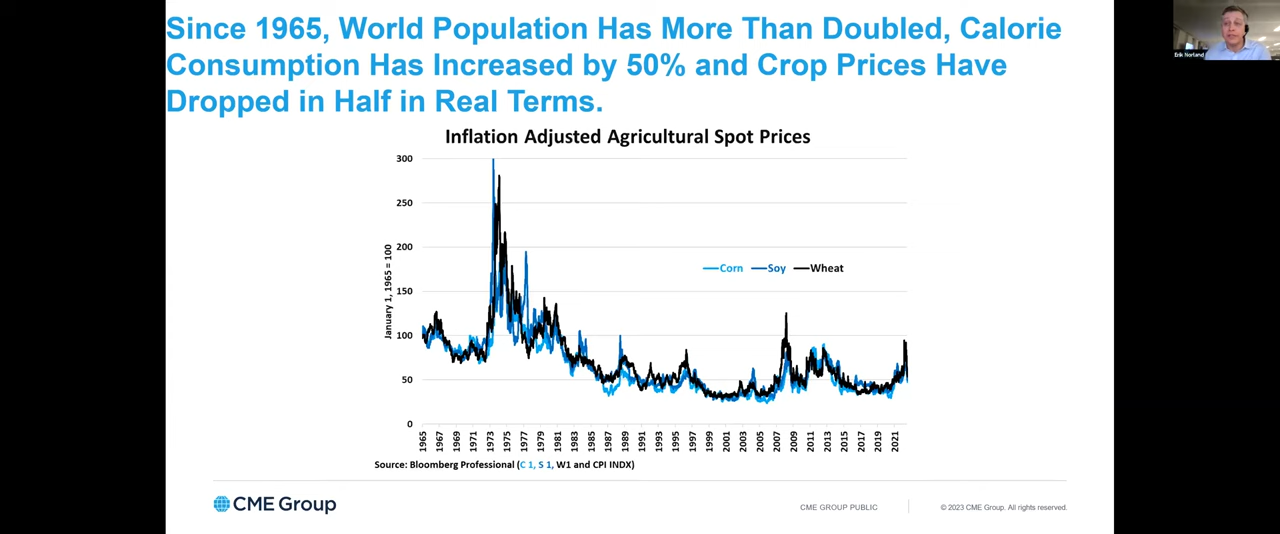 Since 1965, World Population Has More Than Doubled, Calorie
Consumption Has Increased by 50% and Crop Prices Have
Dropped in Half in Real Terms.
Erik Norland
Inflation Adjusted Agricultural Spot Prices
January 1, 1965 = 100
300
250
200
150
100
50
0
Corn Soy Wheat
1965 1967 1969 1971 1973 1975 1977 1979 1981 1983 1985 1987 1989 1991 1993 1995 1997 1999 2001 2003 2005 2007 2009 2011 2013 2015 2017 2019 2021
Source: Bloomberg Professional (C 1, S 1, W1 and CPI INDX)
CME Group
CME GROUP PUBLIC
© 2023 CME Group. All rights reserved.